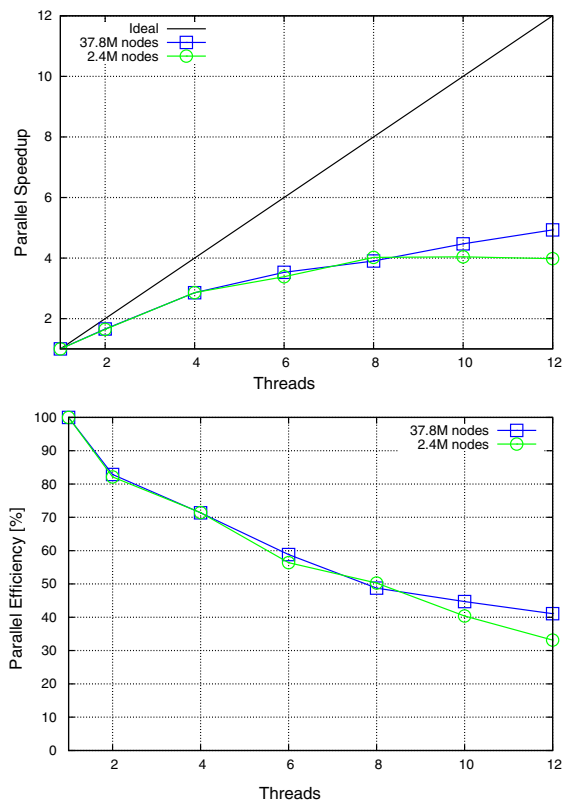 12
10
8
6
4
2
Parallel Speedup
Ideal
37.8M nodes
2.4M nodes
2 4 6 8 10 12
Threads
100
90
80
70
60
50
40
30
20
10
0
Parallel Efficiency [%]
37.8M nodes
2.4M nodes
2 4 6 8 10 12
Threads